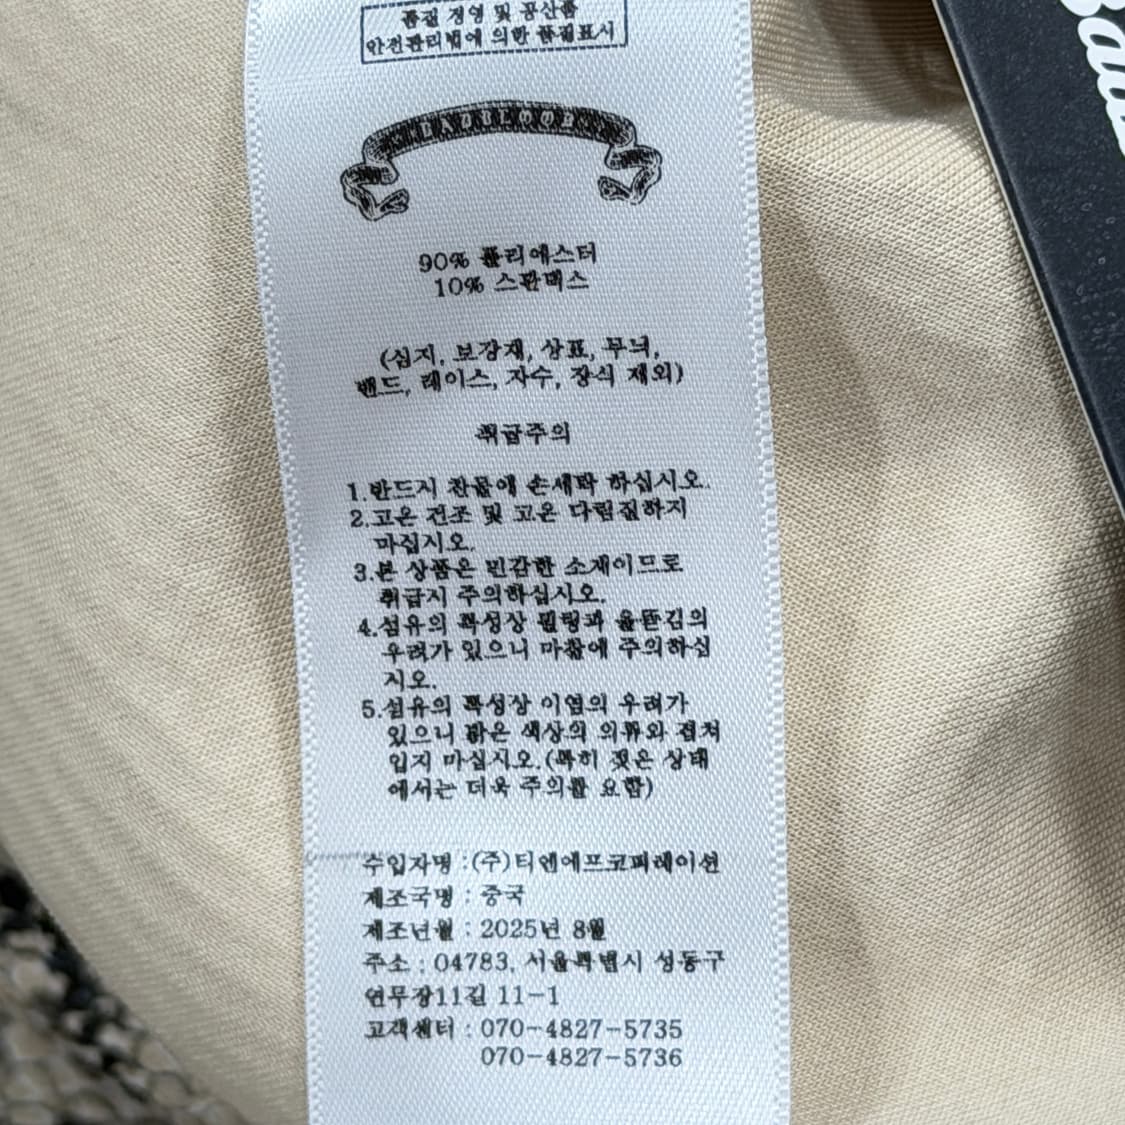 품질 경영 및 공산품
안전관리법에 의한 품질표시
BADBLOOD
90% 폴리에스터
10% 스판덱스
(심지, 보강재, 상표, 무늬,
밴드, 레이스, 자수, 장식 제외)
취급주의
1.반드시 찬물에 손세탁 하십시오.
2.고온 건조 및 고온 다림질하지
마십시오.
3.본 상품은 민감한 소재이므로
취급시 주의하십시오.
4.섬유의 특성상 필링과 올뜯김의
우려가 있으니 마찰에 주의하십
시오.
5.섬유의 특성상 이염의 우려가
있으니 밝은 색상의 의류와 겹쳐
입지 마십시오.(특히 젖은 상태
에서는 더욱 주의를 요함)
수입자명 :(주)티엔에프코퍼레이션
제조국명 : 중국
제조년월 : 2025년 8월
주소 : 04783, 서울특별시 성동구
연무장11길 11-1
고객센터 : 070-4827-5735
070-4827-5736